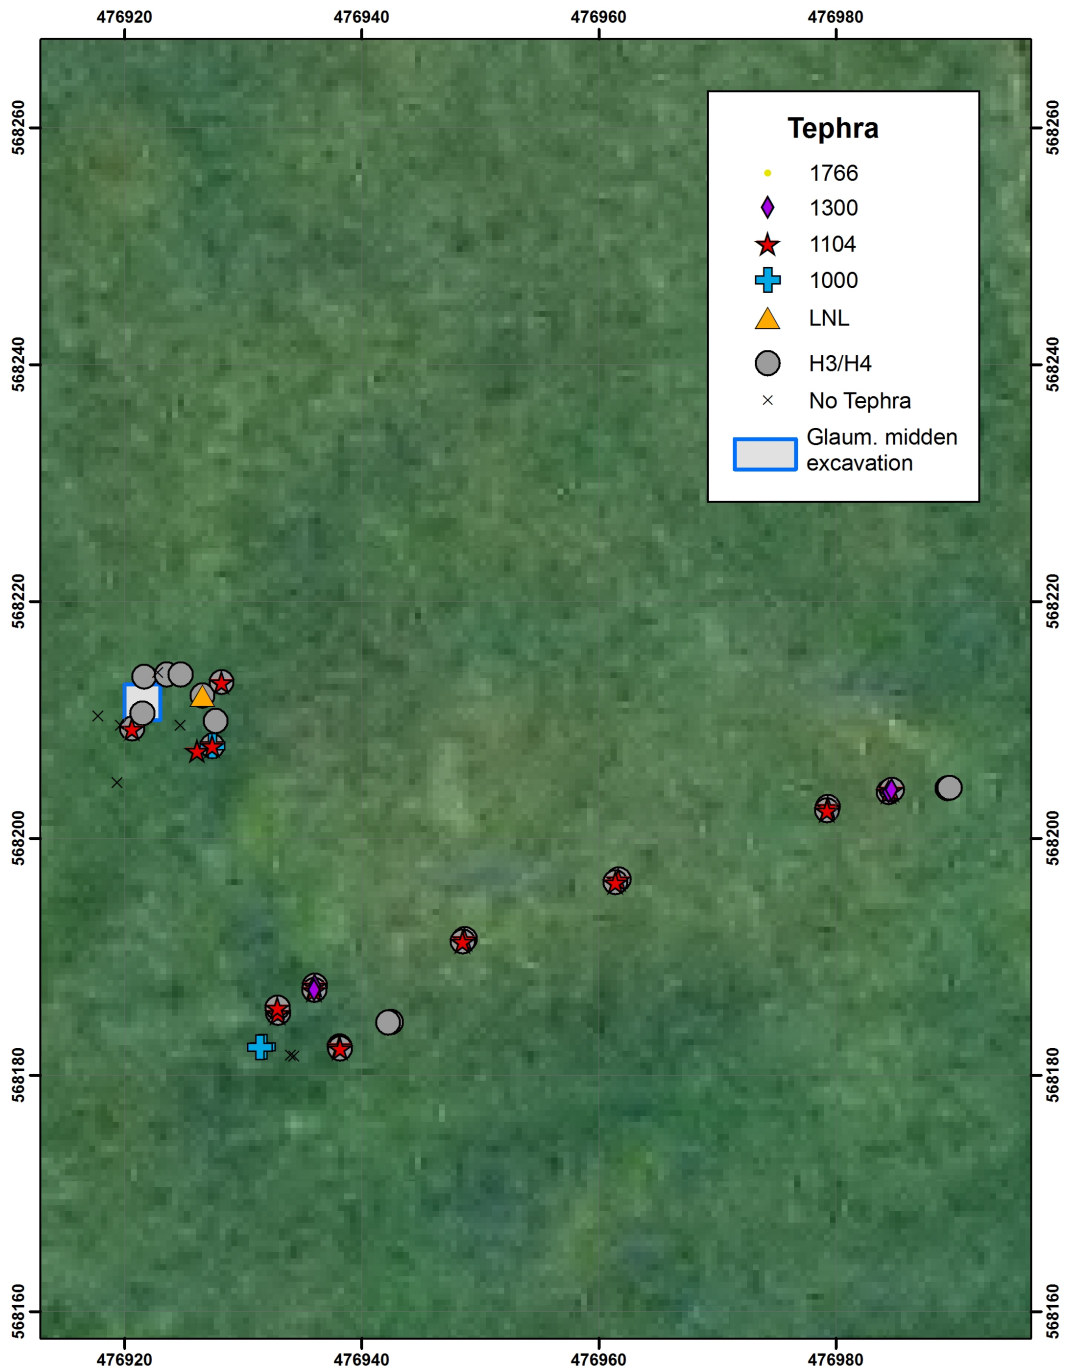 476920 476940 476960 476980
568260 568260
Tephra
1766
1300
1104
1000
LNL
H3/H4
No Tephra
Glaum. midden
excavation
568240 568240
568220 568220
568200 568200
568180 568180
568160 568160
476920 476940 476960 476980